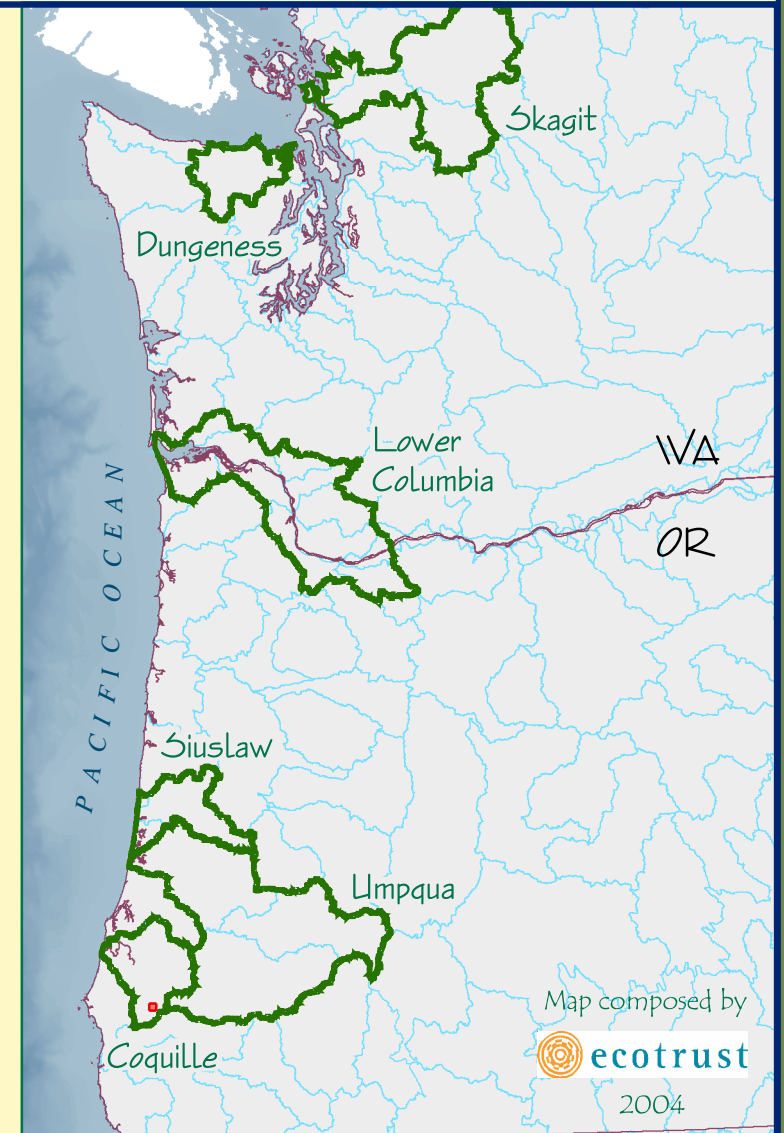 Skagit
Dungeness
Lower
Columbia
WA
OR
PACIFIC OCEAN
Siuslaw
Umpqua
Coquille
Map composed by
ecotrust
2004